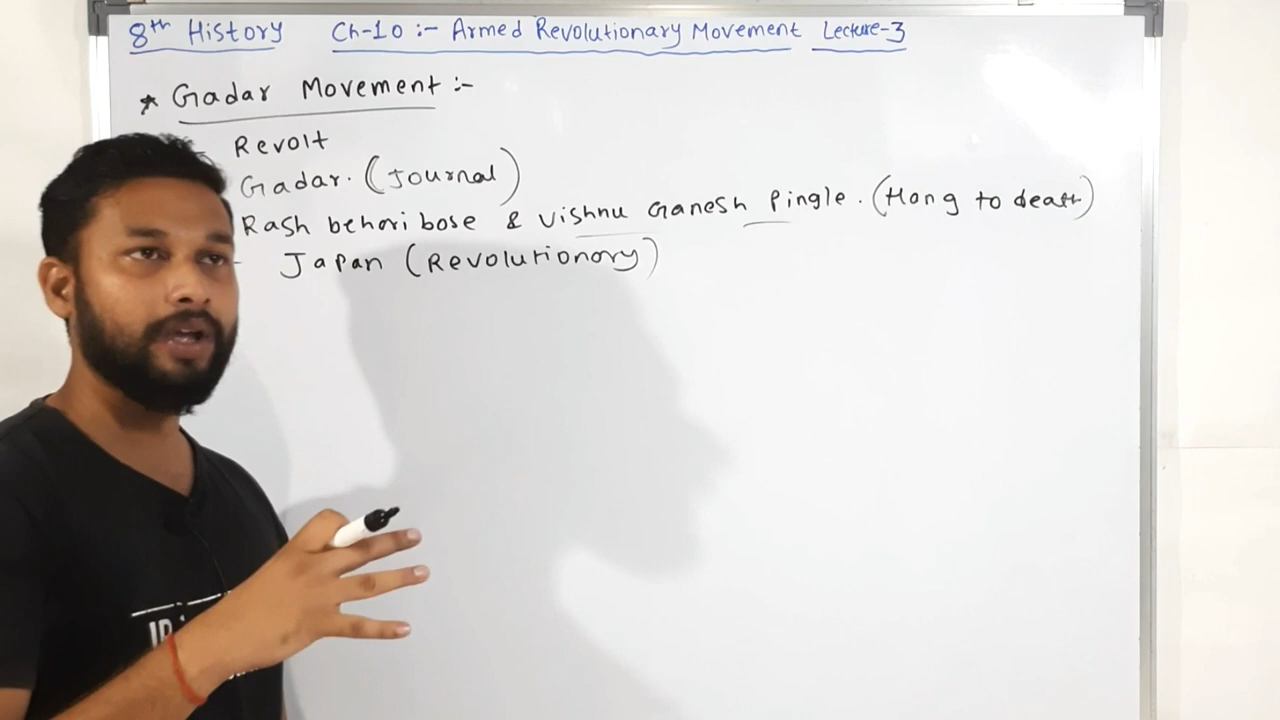 8th History Ch-10 :- Armed Revolutionary Movement Lecture-3
* Gadar Movement :-
Revolt
Gadar. (Journal)
Rash behari bose & Vishnu Ganesh Pingle. (Hang to death)
- Japan (Revolutionary)